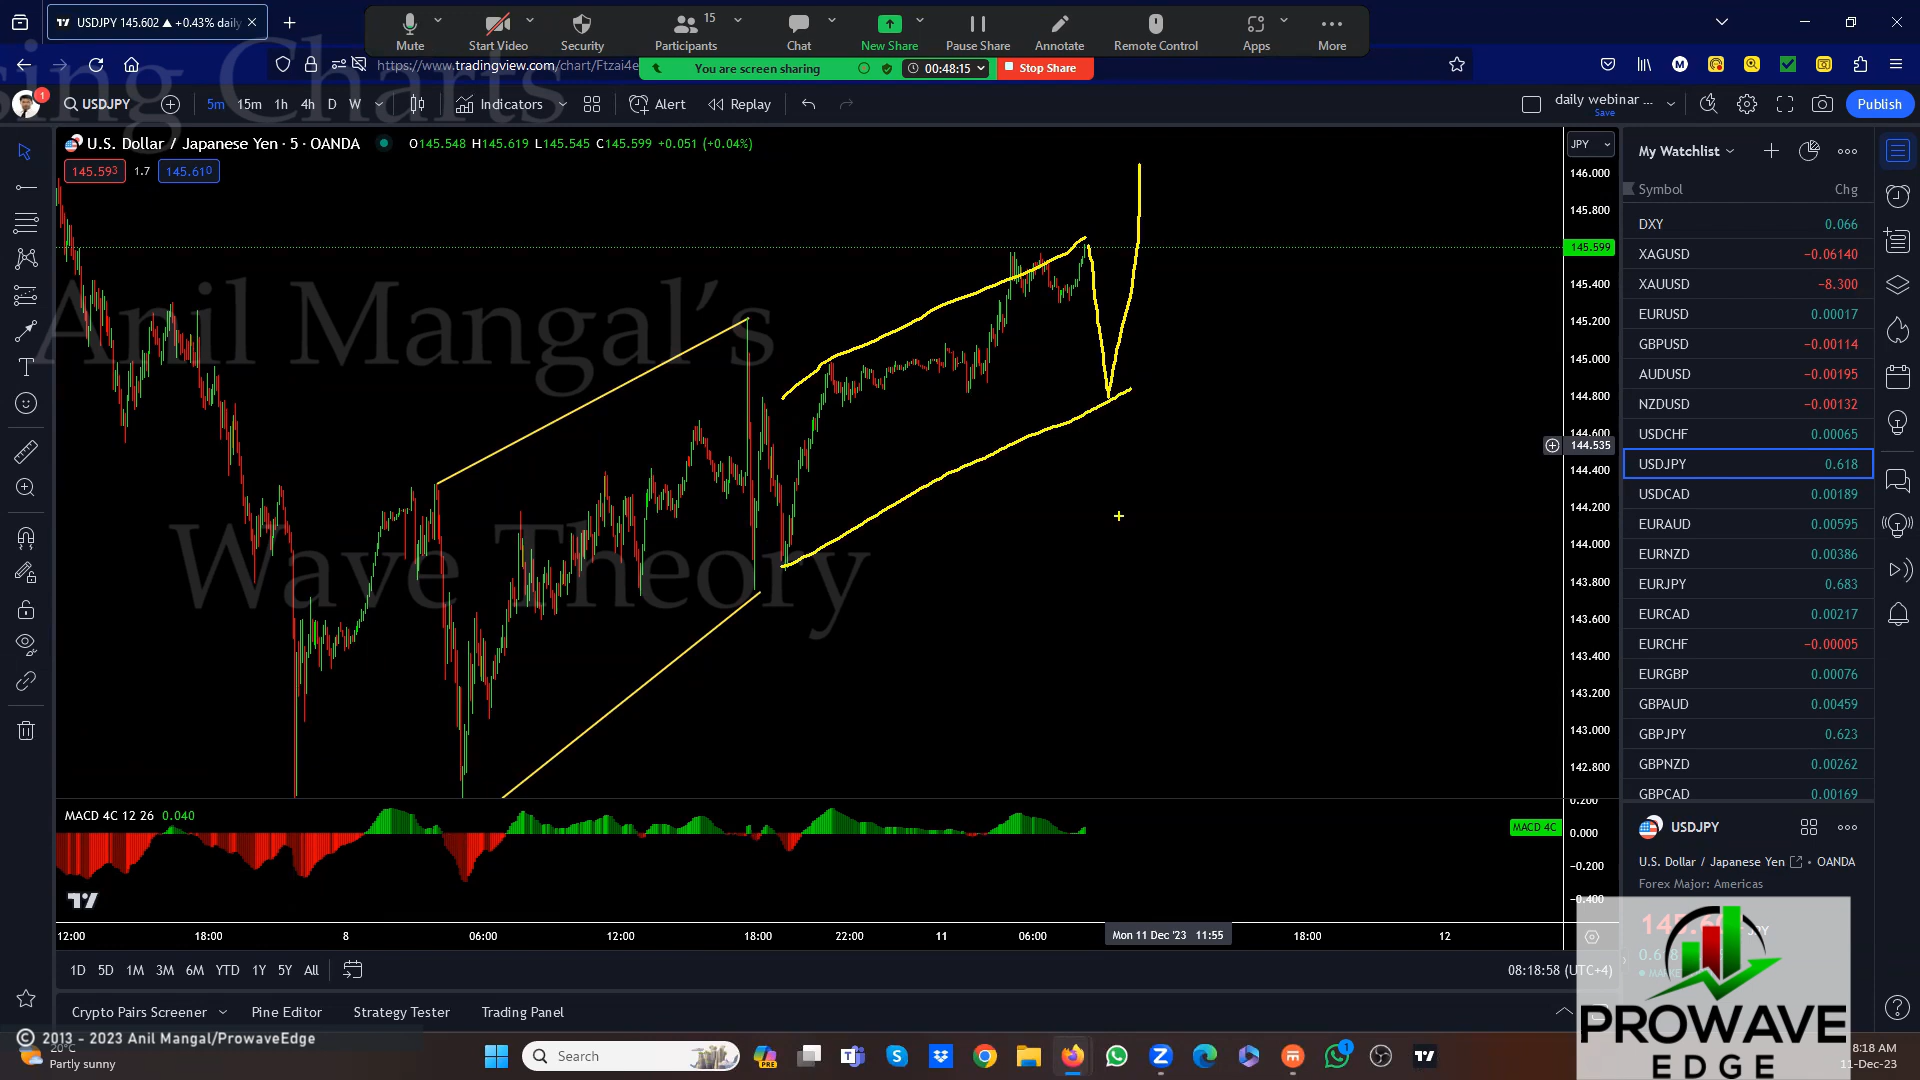 USDJPY 145.602 ▲ +0.43% daily
Mute
Start Video
Security
Participants
15
Chat
New Share
Pause Share
Annotate
Remote Control
Apps
More
https://www.tradingview.com/chart/Ftzai4e
You are screen sharing
00:48:15
Stop Share
1
USDJPY
5m 15m 1h 4h D W
Indicators
Alert
Replay
daily webinar ...
Save
Publish
sing Charts
U.S. Dollar / Japanese Yen · 5 · OANDA
O145.548 H145.619 L145.545 C145.599 +0.051 (+0.04%)
145.593 1.7 145.610
Anil Mangal's
Wave Theory
JPY
146.000
145.800
145.599
145.400
145.200
145.000
144.800
144.600
144.535
144.400
144.200
144.000
143.800
143.600
143.400
143.200
143.000
142.800
MACD 4C 12 26 0.040
MACD 4C
0.200
0.000
−0.200
−0.400
12:00 18:00 8 06:00 12:00 18:00 22:00 11 06:00 Mon 11 Dec '23 11:55 18:00 12
1D 5D 1M 3M 6M YTD 1Y 5Y All
08:18:58 (UTC+4)
Crypto Pairs Screener
Pine Editor
Strategy Tester
Trading Panel
My Watchlist
Symbol Chg
DXY 0.066
XAGUSD −0.06140
XAUUSD −8.300
EURUSD 0.00017
GBPUSD −0.00114
AUDUSD −0.00195
NZDUSD −0.00132
USDCHF 0.00065
USDJPY 0.618
USDCAD 0.00189
EURAUD 0.00595
EURNZD 0.00386
EURJPY 0.683
EURCAD 0.00217
EURCHF −0.00005
EURGBP 0.00076
GBPAUD 0.00459
GBPJPY 0.623
GBPNZD 0.00262
GBPCAD 0.00169
USDJPY
U.S. Dollar / Japanese Yen • OANDA
Forex Major: Americas
PROWAVE
EDGE
© 2013 - 2023 Anil Mangal/ProwaveEdge
20°C
Partly sunny
Search
PRE
1
8:18 AM
11-Dec-23